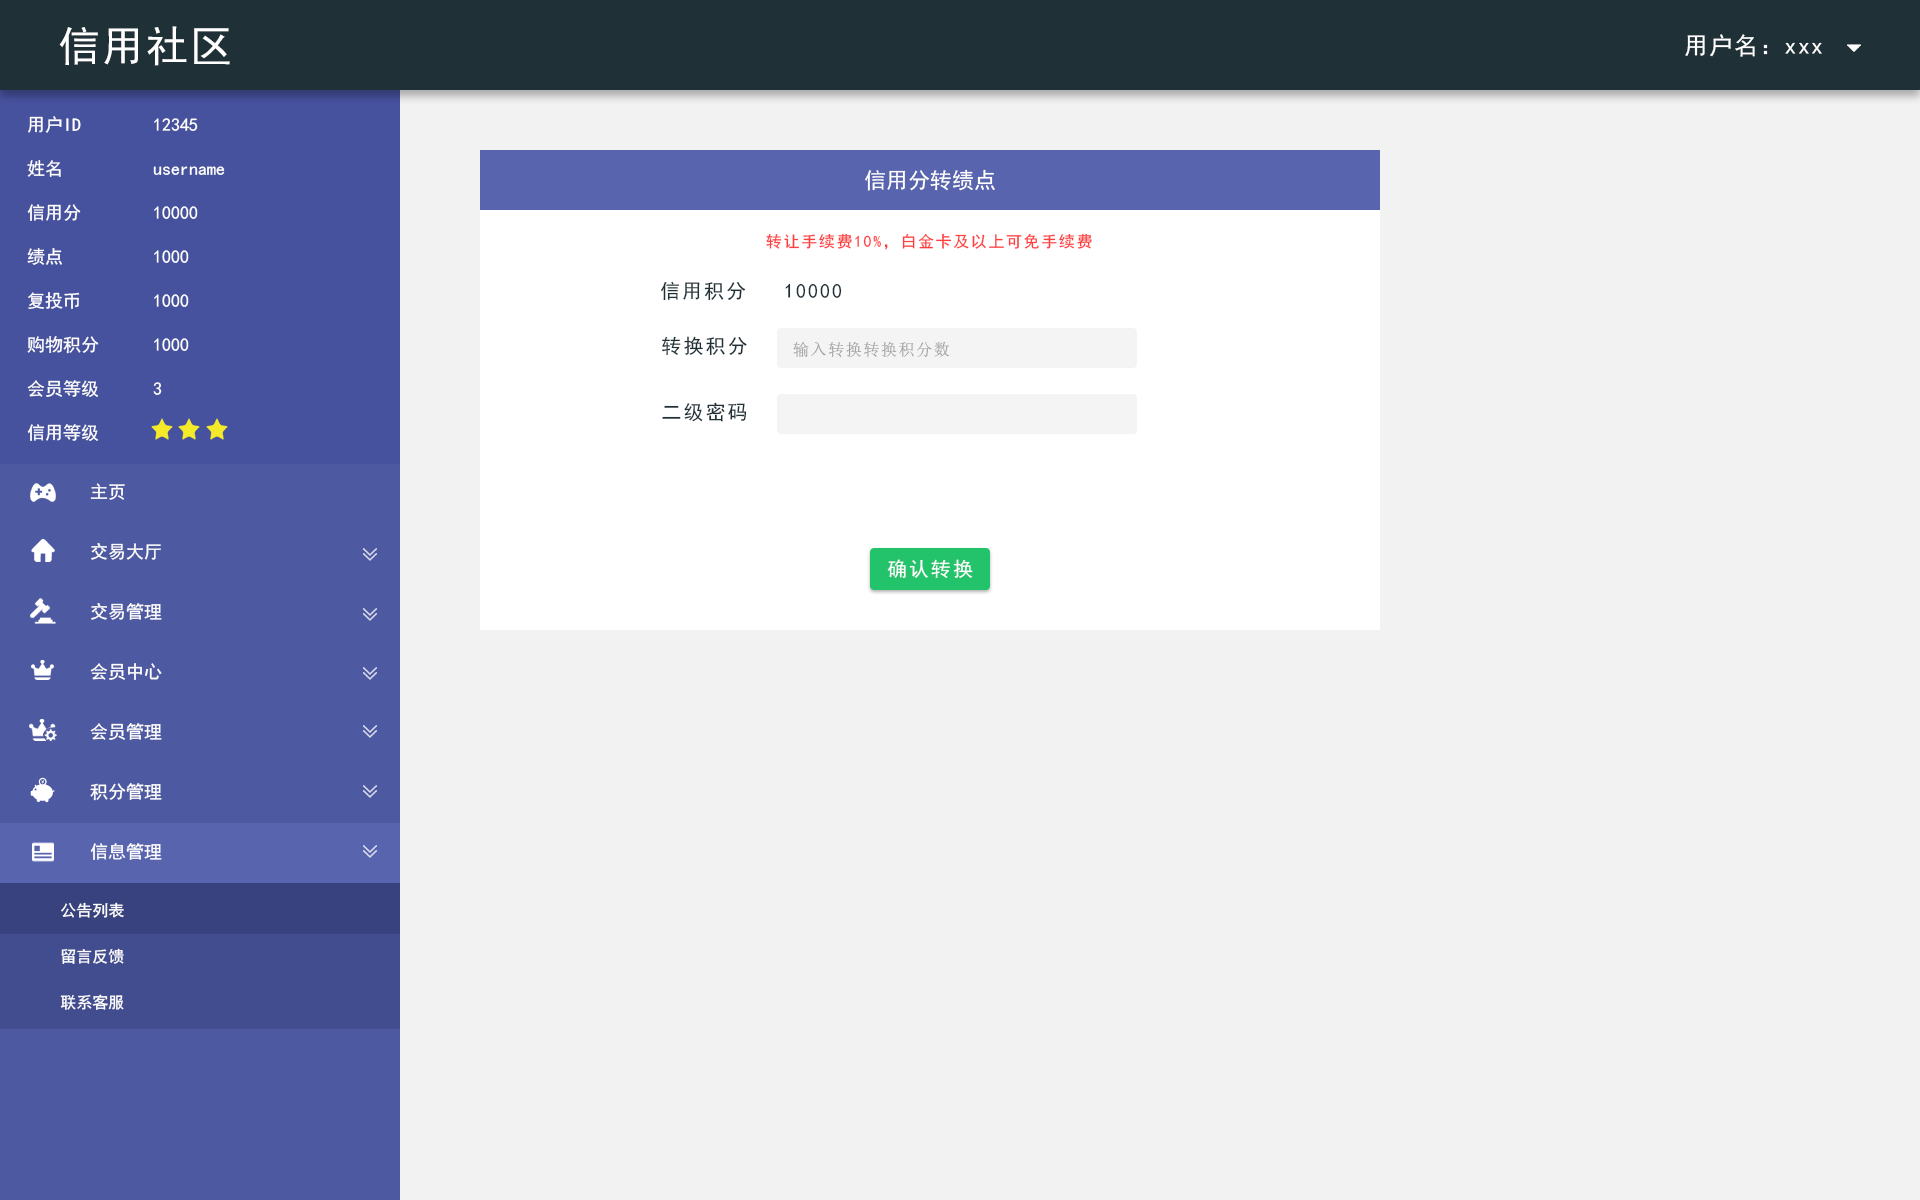 信用社区
用户名：xxx
用户ID 12345
姓名 username
信用分 10000
绩点 1000
复投币 1000
购物积分 1000
会员等级 3
信用等级
主页
交易大厅
交易管理
会员中心
会员管理
积分管理
信息管理
公告列表
留言反馈
联系客服
信用分转绩点
转让手续费10%，白金卡及以上可免手续费
信用积分 10000
转换积分 输入转换转换积分数
二级密码
确认转换